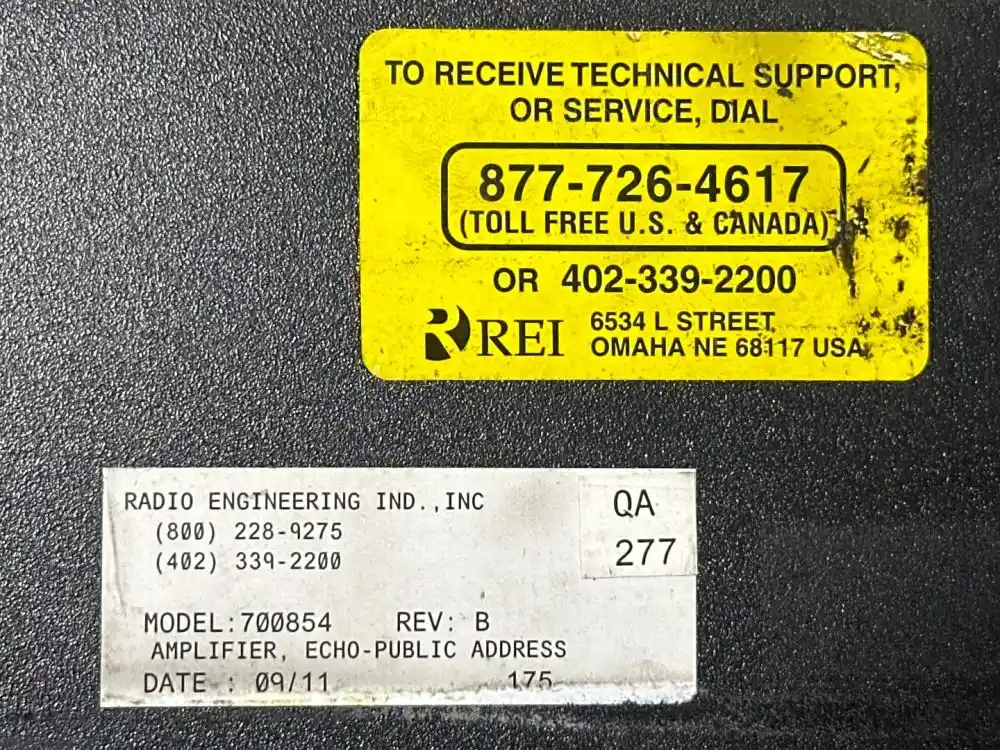 TO RECEIVE TECHNICAL SUPPORT,
OR SERVICE, DIAL
877-726-4617
(TOLL FREE U.S. & CANADA)
OR 402-339-2200
REI
6534 L STREET
OMAHA NE 68117 USA
RADIO ENGINEERING IND.,INC
(800) 228-9275
(402) 339-2200
QA
277
MODEL:700854 REV: B
AMPLIFIER, ECHO-PUBLIC ADDRESS
DATE : 09/11 175